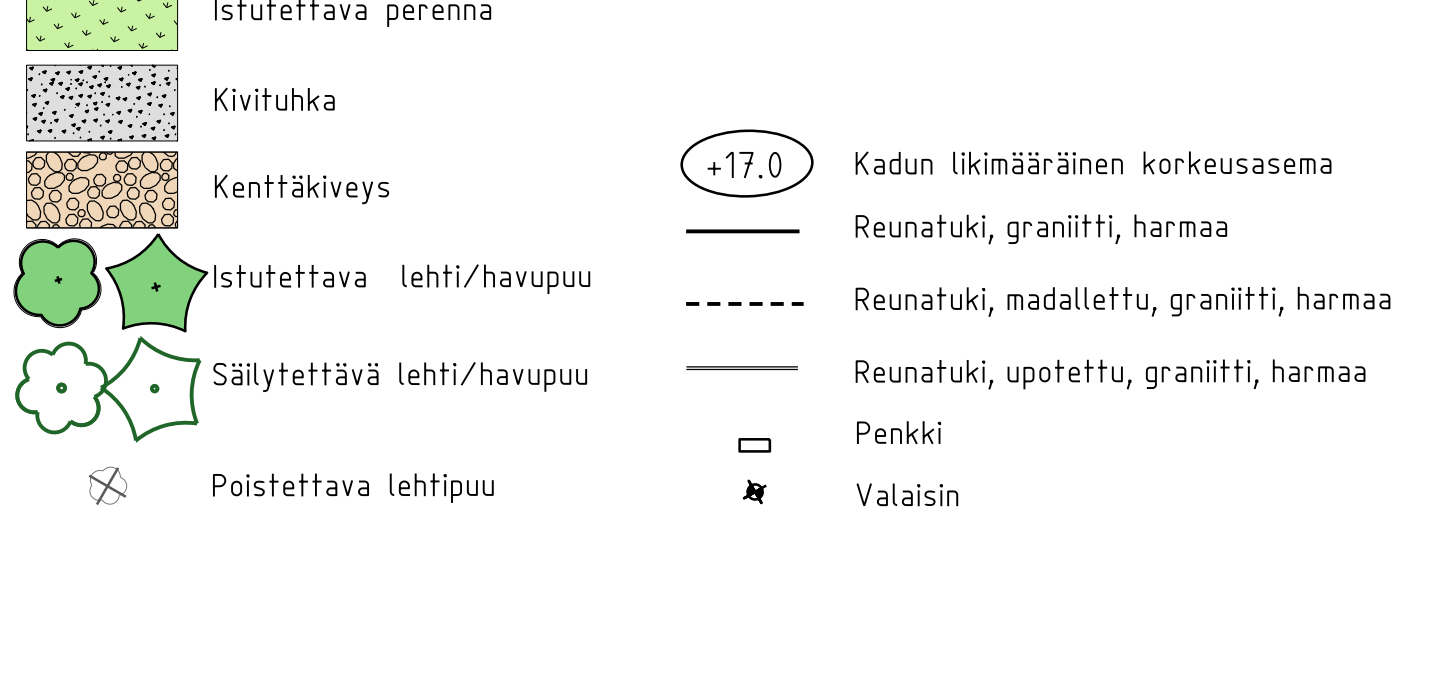 Istutettava perenna
Kivituhka
Kenttäkiveys
Istutettava lehti/havupuu
Säilytettävä lehti/havupuu
Poistettava lehtipuu
+17.0
Kadun likimääräinen korkeusasema
Reunatuki, graniitti, harmaa
Reunatuki, madallettu, graniitti, harmaa
Reunatuki, upotettu, graniitti, harmaa
Penkki
Valaisin